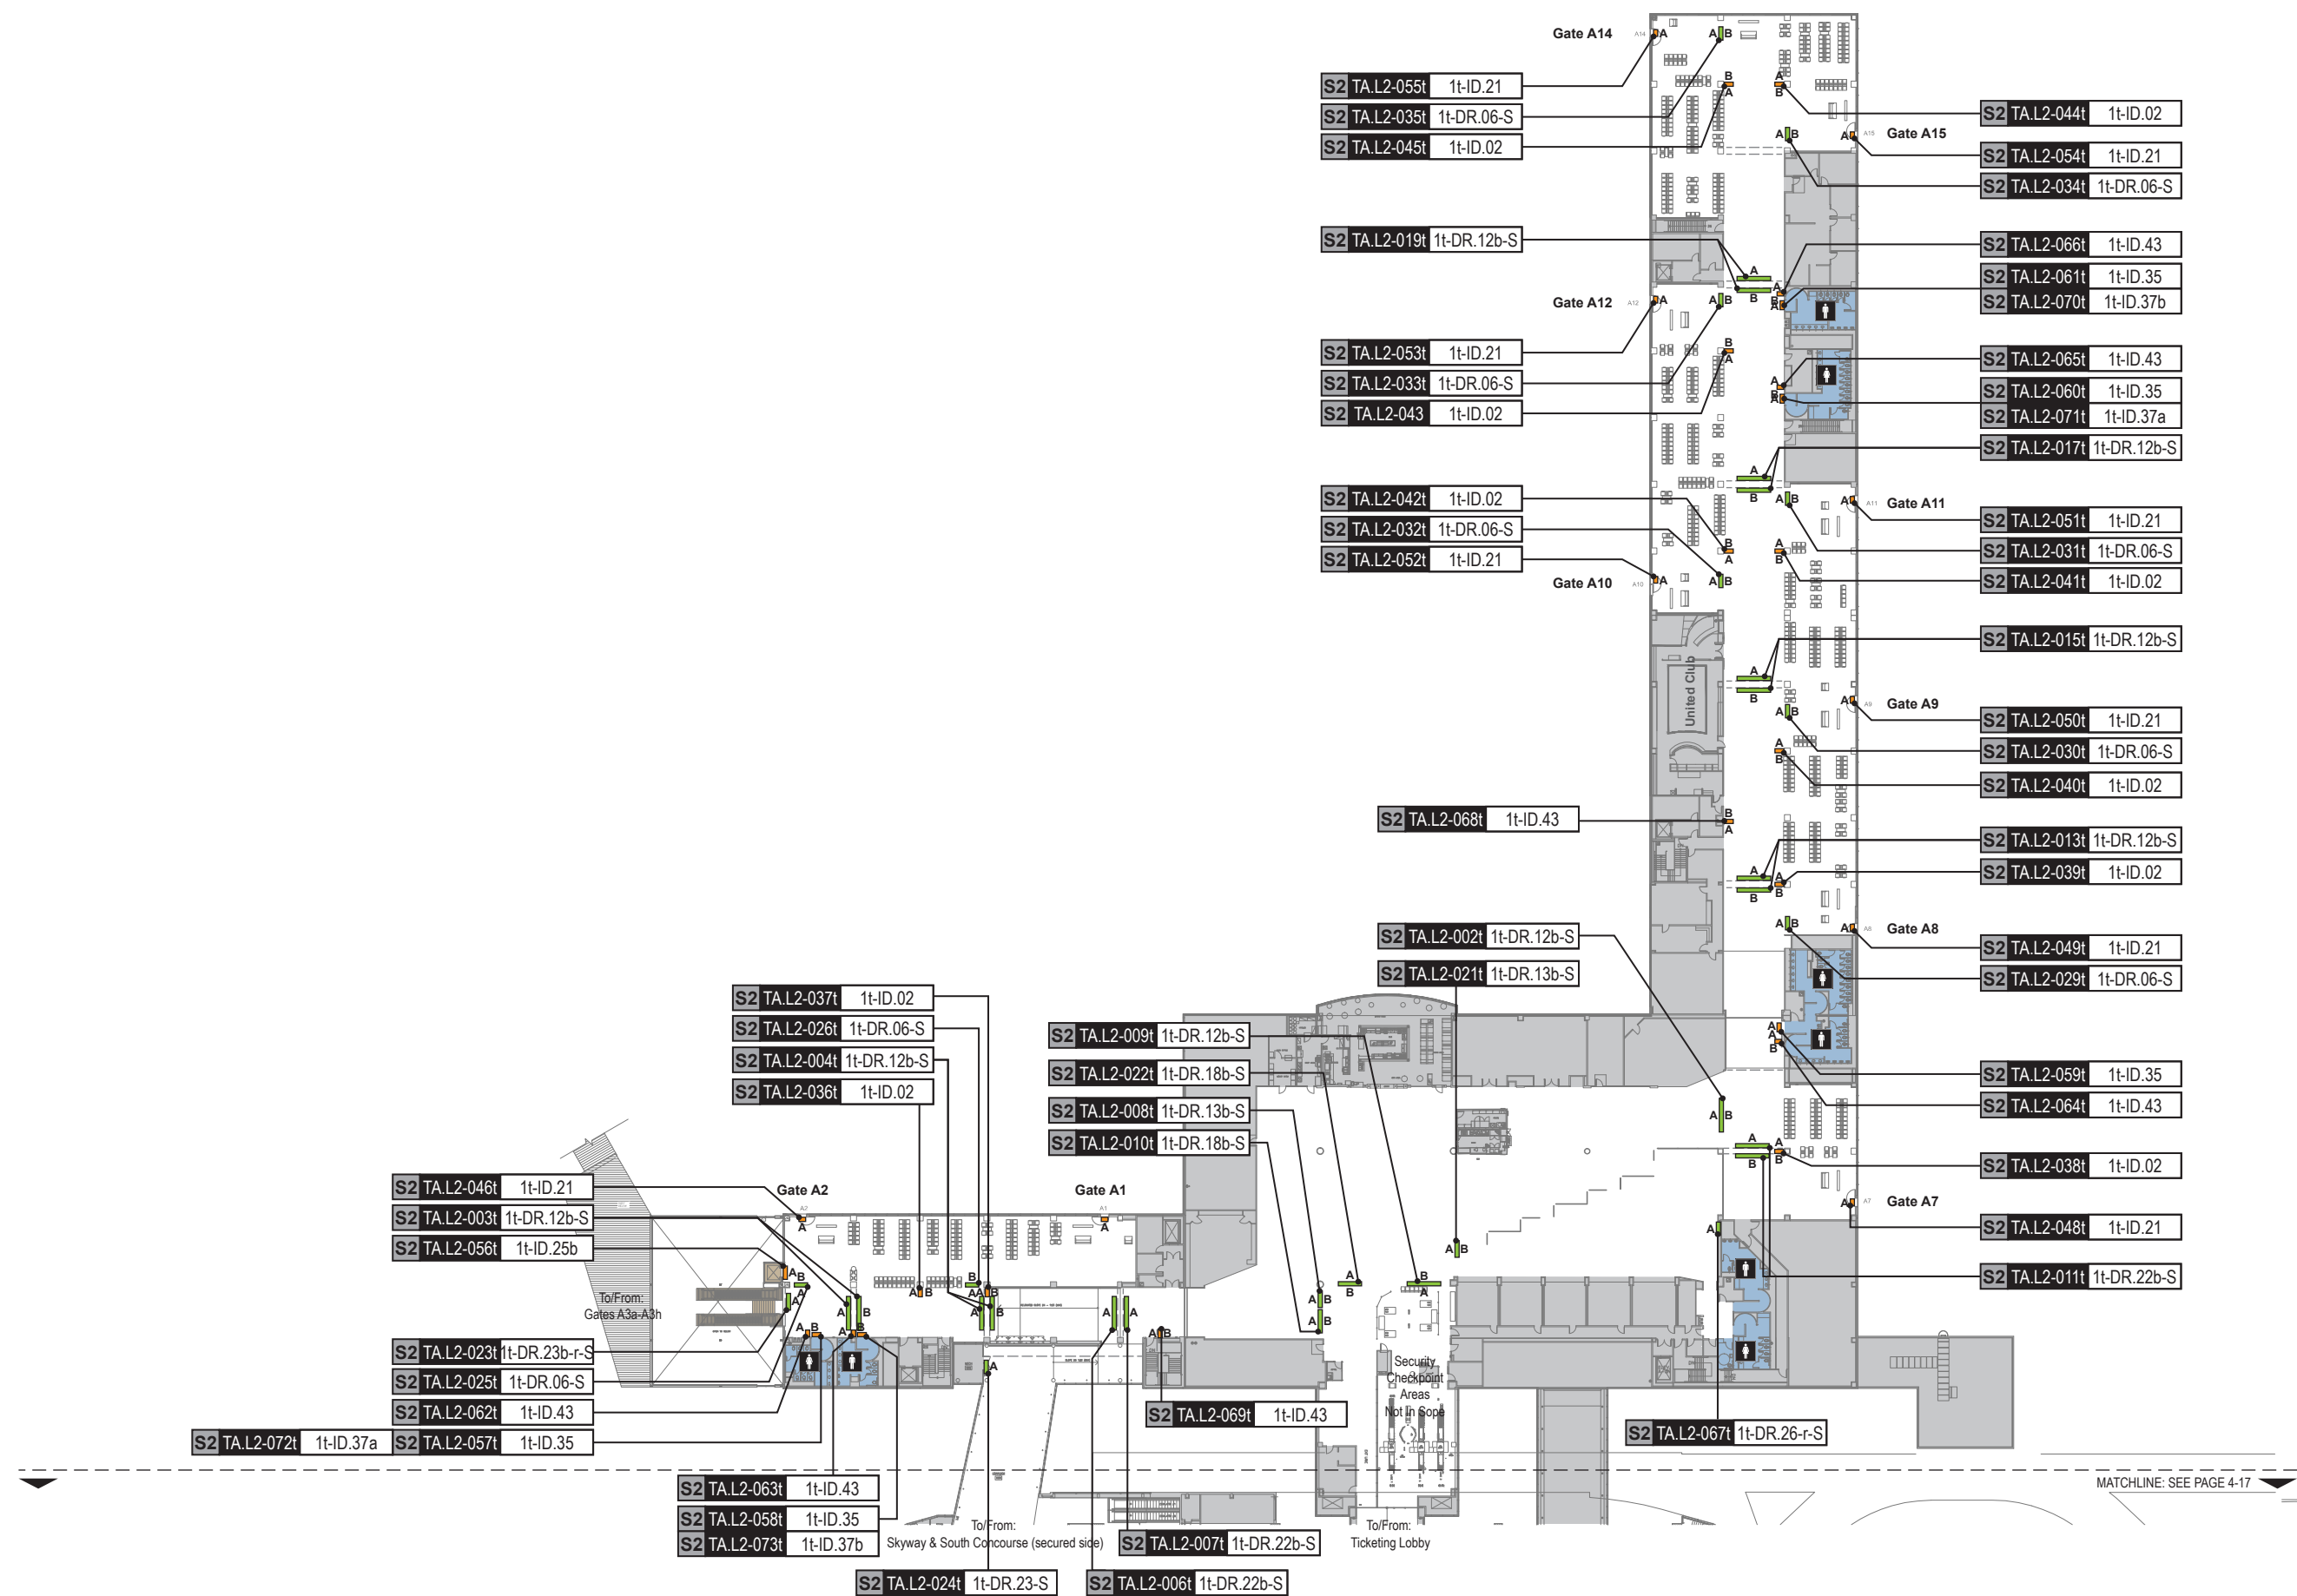 Gate A14
A14
S2 TA.L2-055t 1t-ID.21
S2 TA.L2-035t 1t-DR.06-S
S2 TA.L2-045t 1t-ID.02
S2 TA.L2-044t 1t-ID.02
Gate A15
A15
S2 TA.L2-054t 1t-ID.21
S2 TA.L2-034t 1t-DR.06-S
S2 TA.L2-019t 1t-DR.12b-S
S2 TA.L2-066t 1t-ID.43
S2 TA.L2-061t 1t-ID.35
S2 TA.L2-070t 1t-ID.37b
Gate A12
A12
S2 TA.L2-053t 1t-ID.21
S2 TA.L2-033t 1t-DR.06-S
S2 TA.L2-043 1t-ID.02
S2 TA.L2-065t 1t-ID.43
S2 TA.L2-060t 1t-ID.35
S2 TA.L2-071t 1t-ID.37a
S2 TA.L2-017t 1t-DR.12b-S
S2 TA.L2-042t 1t-ID.02
S2 TA.L2-032t 1t-DR.06-S
S2 TA.L2-052t 1t-ID.21
Gate A10
A10
A11
Gate A11
S2 TA.L2-051t 1t-ID.21
S2 TA.L2-031t 1t-DR.06-S
S2 TA.L2-041t 1t-ID.02
S2 TA.L2-015t 1t-DR.12b-S
United Club
A9
Gate A9
S2 TA.L2-050t 1t-ID.21
S2 TA.L2-030t 1t-DR.06-S
S2 TA.L2-040t 1t-ID.02
S2 TA.L2-068t 1t-ID.43
S2 TA.L2-013t 1t-DR.12b-S
S2 TA.L2-039t 1t-ID.02
A8
Gate A8
S2 TA.L2-002t 1t-DR.12b-S
S2 TA.L2-021t 1t-DR.13b-S
S2 TA.L2-049t 1t-ID.21
S2 TA.L2-029t 1t-DR.06-S
S2 TA.L2-037t 1t-ID.02
S2 TA.L2-026t 1t-DR.06-S
S2 TA.L2-004t 1t-DR.12b-S
S2 TA.L2-036t 1t-ID.02
S2 TA.L2-009t 1t-DR.12b-S
S2 TA.L2-022t 1t-DR.18b-S
S2 TA.L2-008t 1t-DR.13b-S
S2 TA.L2-010t 1t-DR.18b-S
S2 TA.L2-059t 1t-ID.35
S2 TA.L2-064t 1t-ID.43
S2 TA.L2-038t 1t-ID.02
A7
Gate A7
S2 TA.L2-048t 1t-ID.21
S2 TA.L2-011t 1t-DR.22b-S
Gate A2
A2
Gate A1
A1
S2 TA.L2-046t 1t-ID.21
S2 TA.L2-003t 1t-DR.12b-S
S2 TA.L2-056t 1t-ID.25b
To/From:
Gates A3a-A3h
S2 TA.L2-023t 1t-DR.23b-r-S
S2 TA.L2-025t 1t-DR.06-S
S2 TA.L2-062t 1t-ID.43
S2 TA.L2-072t 1t-ID.37a S2 TA.L2-057t 1t-ID.35
S2 TA.L2-069t 1t-ID.43
Security
Checkpoint
Areas
Not In Sope
S2 TA.L2-067t 1t-DR.26-r-S
MATCHLINE: SEE PAGE 4-17
S2 TA.L2-063t 1t-ID.43
S2 TA.L2-058t 1t-ID.35
S2 TA.L2-073t 1t-ID.37b
To/From:
Skyway & South Concourse (secured side)
S2 TA.L2-007t 1t-DR.22b-S
To/From:
Ticketing Lobby
S2 TA.L2-024t 1t-DR.23-S
S2 TA.L2-006t 1t-DR.22b-S